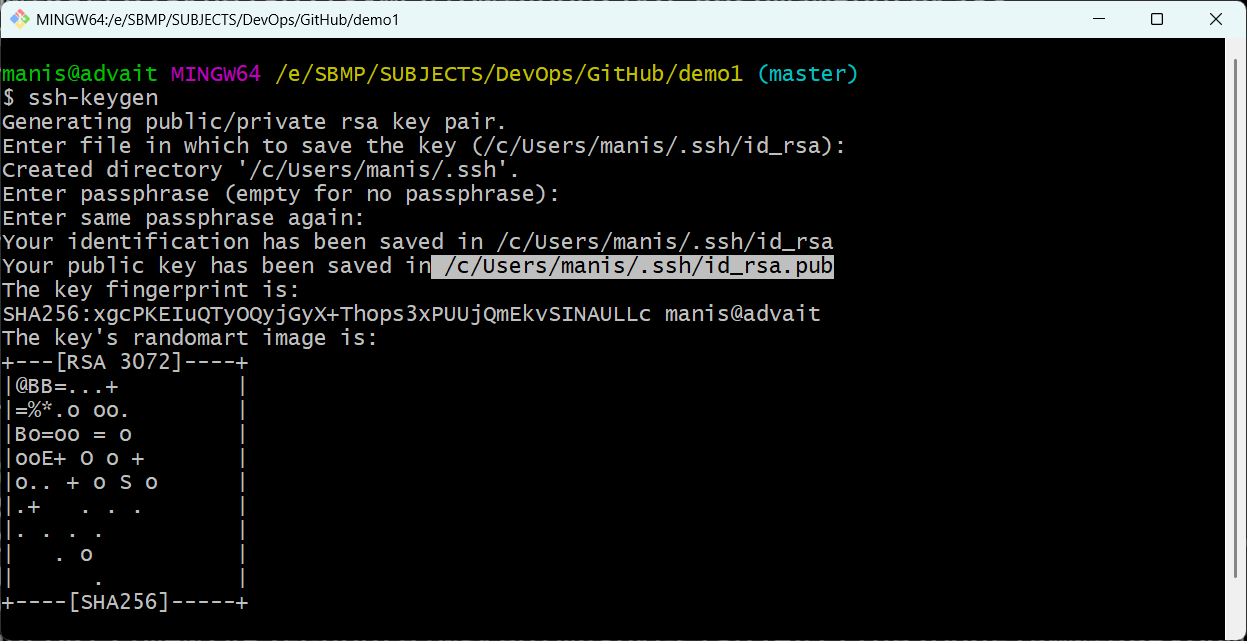 MINGW64:/e/SBMP/SUBJECTS/DevOps/GitHub/demo1
manis@advait MINGW64 /e/SBMP/SUBJECTS/DevOps/GitHub/demo1 (master)
$ ssh-keygen
Generating public/private rsa key pair.
Enter file in which to save the key (/c/Users/manis/.ssh/id_rsa):
Created directory '/c/Users/manis/.ssh'.
Enter passphrase (empty for no passphrase):
Enter same passphrase again:
Your identification has been saved in /c/Users/manis/.ssh/id_rsa
Your public key has been saved in /c/Users/manis/.ssh/id_rsa.pub
The key fingerprint is:
SHA256:xgcPKEIuQTyOQyjGyX+Thops3xPUUjQmEkvSINAULLc manis@advait
The key's randomart image is:
+---[RSA 3072]----+
|@BB=...+         |
|=%*.o oo.        |
|Bo=oo = o        |
|ooE+ O o +       |
|o.. + o S o      |
|.+   . . .       |
|. . . .          |
|   . o           |
|      .          |
+----[SHA256]-----+